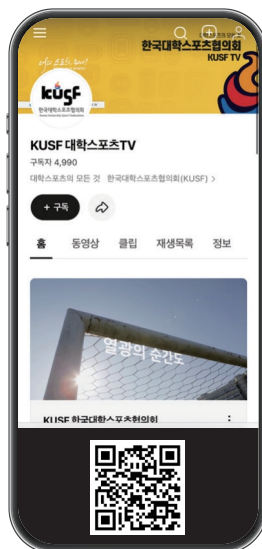 한국대학스포츠협의회
KUSF TV
KUSF
한국대학스포츠협의회
KUSF 대학스포츠TV
구독자 4,990
대학스포츠의 모든 것 한국대학스포츠협의회(KUSF) >
+ 구독
홈 동영상 클립 재생목록 정보
열광의 순간도
KUSF 한국대학스포츠협의회